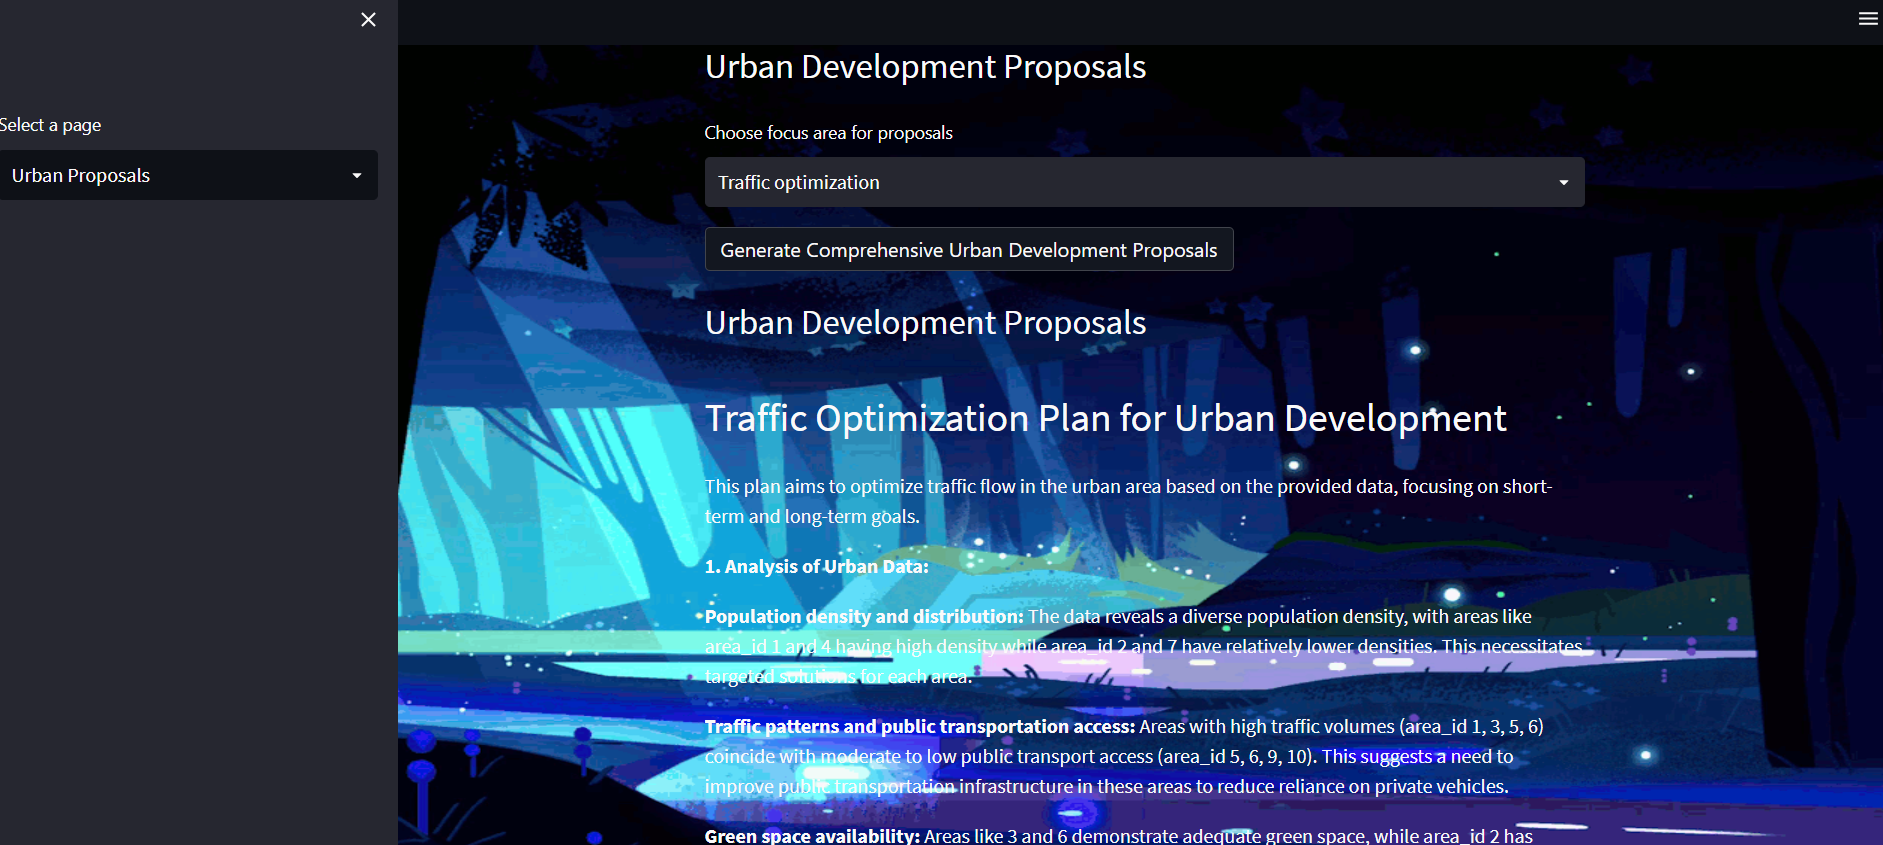 Select a page
Urban Proposals
Urban Development Proposals
Choose focus area for proposals
Traffic optimization
Generate Comprehensive Urban Development Proposals
Urban Development Proposals
Traffic Optimization Plan for Urban Development
This plan aims to optimize traffic flow in the urban area based on the provided data, focusing on short-
term and long-term goals.
1. Analysis of Urban Data:
Population density and distribution: The data reveals a diverse population density, with areas like
area_id 1 and 4 having high density while area_id 2 and 7 have relatively lower densities. This necessitates
targeted solutions for each area.
Traffic patterns and public transportation access: Areas with high traffic volumes (area_id 1, 3, 5, 6)
coincide with moderate to low public transport access (area_id 5, 6, 9, 10). This suggests a need to
improve public transportation infrastructure in these areas to reduce reliance on private vehicles.
Green space availability: Areas like 3 and 6 demonstrate adequate green space, while area_id 2 has